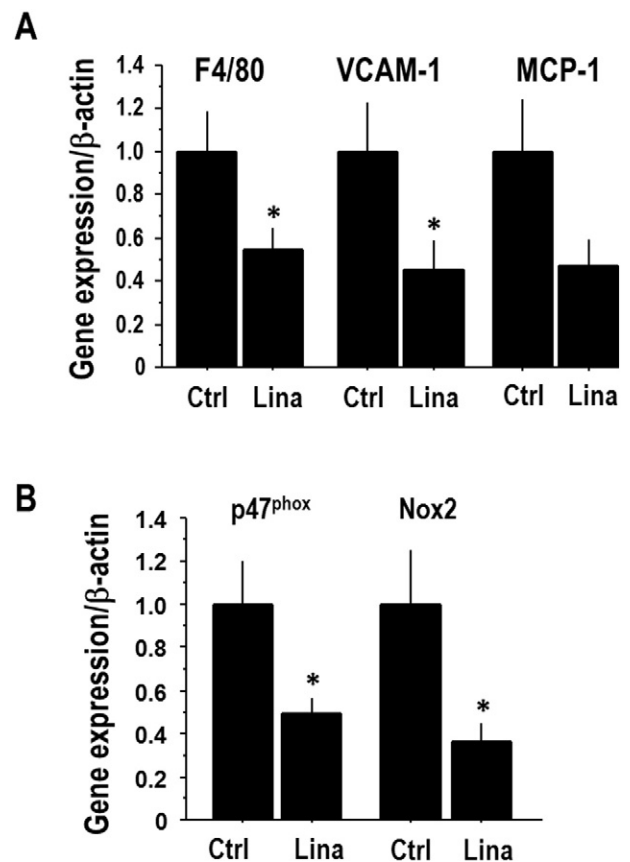 A
F4/80 VCAM-1 MCP-1
Gene expression/β-actin
1.4
1.2
1.0
0.8
0.6
0.4
0.2
0
* *
Ctrl Lina Ctrl Lina Ctrl Lina
B
p47phox Nox2
Gene expression/β-actin
1.4
1.2
1.0
0.8
0.6
0.4
0.2
0
* *
Ctrl Lina Ctrl Lina